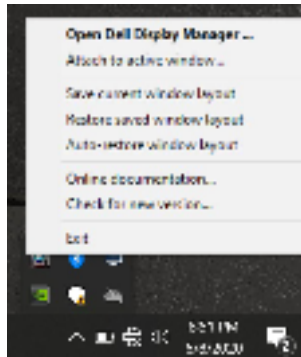 Open Dell Display Manager ...
Attach to active window...
Save current window layout
Restore saved window layout
Auto-restore window layout
Online documentation...
Check for new version...
Exit